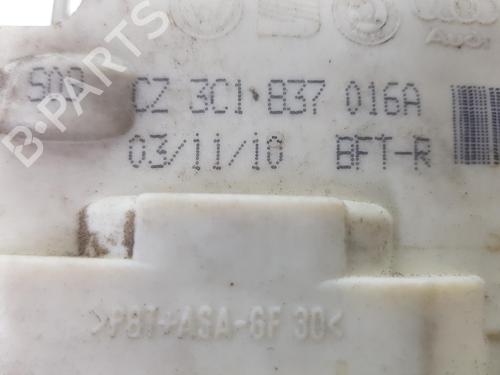 B-PARTS
Audi
CZ 3C1 837 016A
03/11/10 BFT-R
>PBT+ASA-GF 30<